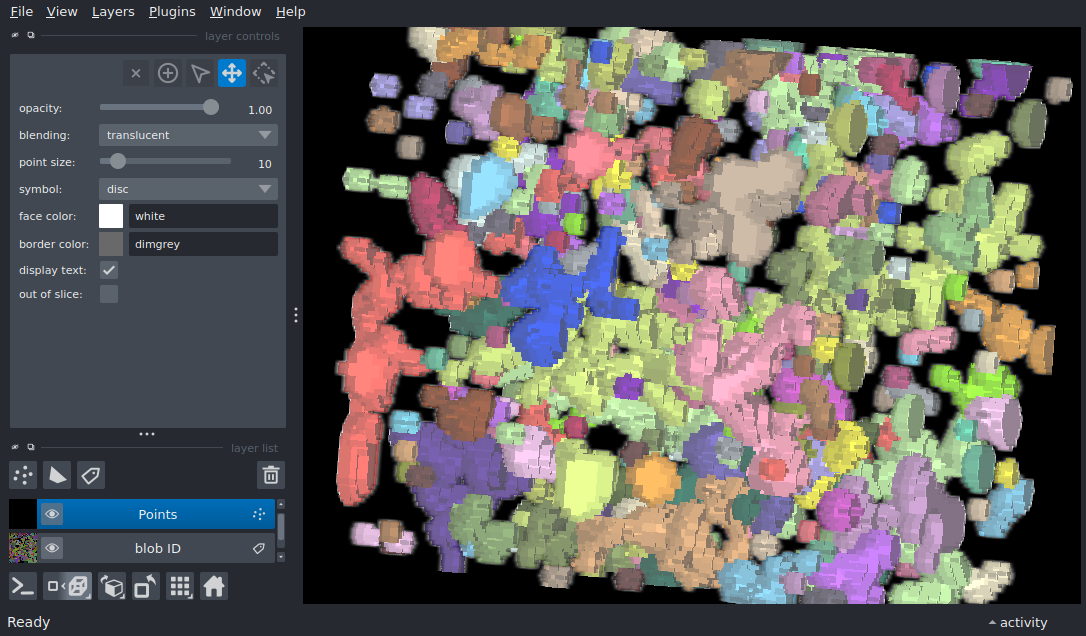 File View Layers Plugins Window Help
layer controls
opacity: 1.00
blending: translucent
point size: 10
symbol: disc
face color: white
border color: dimgrey
display text:
out of slice:
layer list
Points
blob ID
Ready
activity